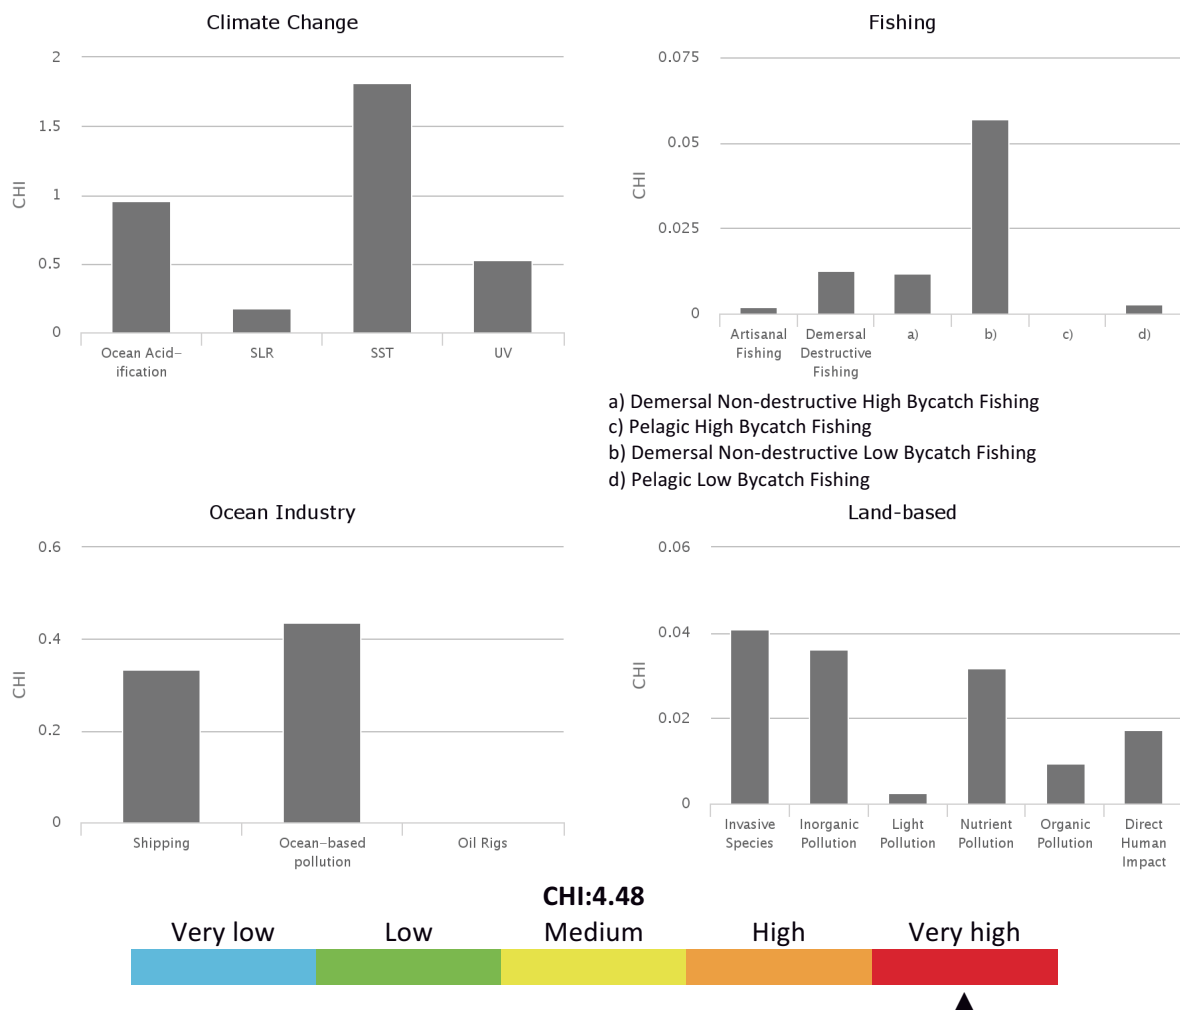 Climate Change
2
1.5
1
0.5
0
CHI
Ocean Acid-
ification
SLR
SST
UV
Fishing
0.075
0.05
0.025
0
CHI
Artisanal
Fishing
Demersal
Destructive
Fishing
a)
b)
c)
d)
a) Demersal Non-destructive High Bycatch Fishing
c) Pelagic High Bycatch Fishing
b) Demersal Non-destructive Low Bycatch Fishing
d) Pelagic Low Bycatch Fishing
Ocean Industry
0.6
0.4
0.2
0
CHI
Shipping
Ocean-based
pollution
Oil Rigs
Land-based
0.06
0.04
0.02
0
CHI
Invasive
Species
Inorganic
Pollution
Light
Pollution
Nutrient
Pollution
Organic
Pollution
Direct
Human
Impact
CHI:4.48
Very low
Low
Medium
High
Very high